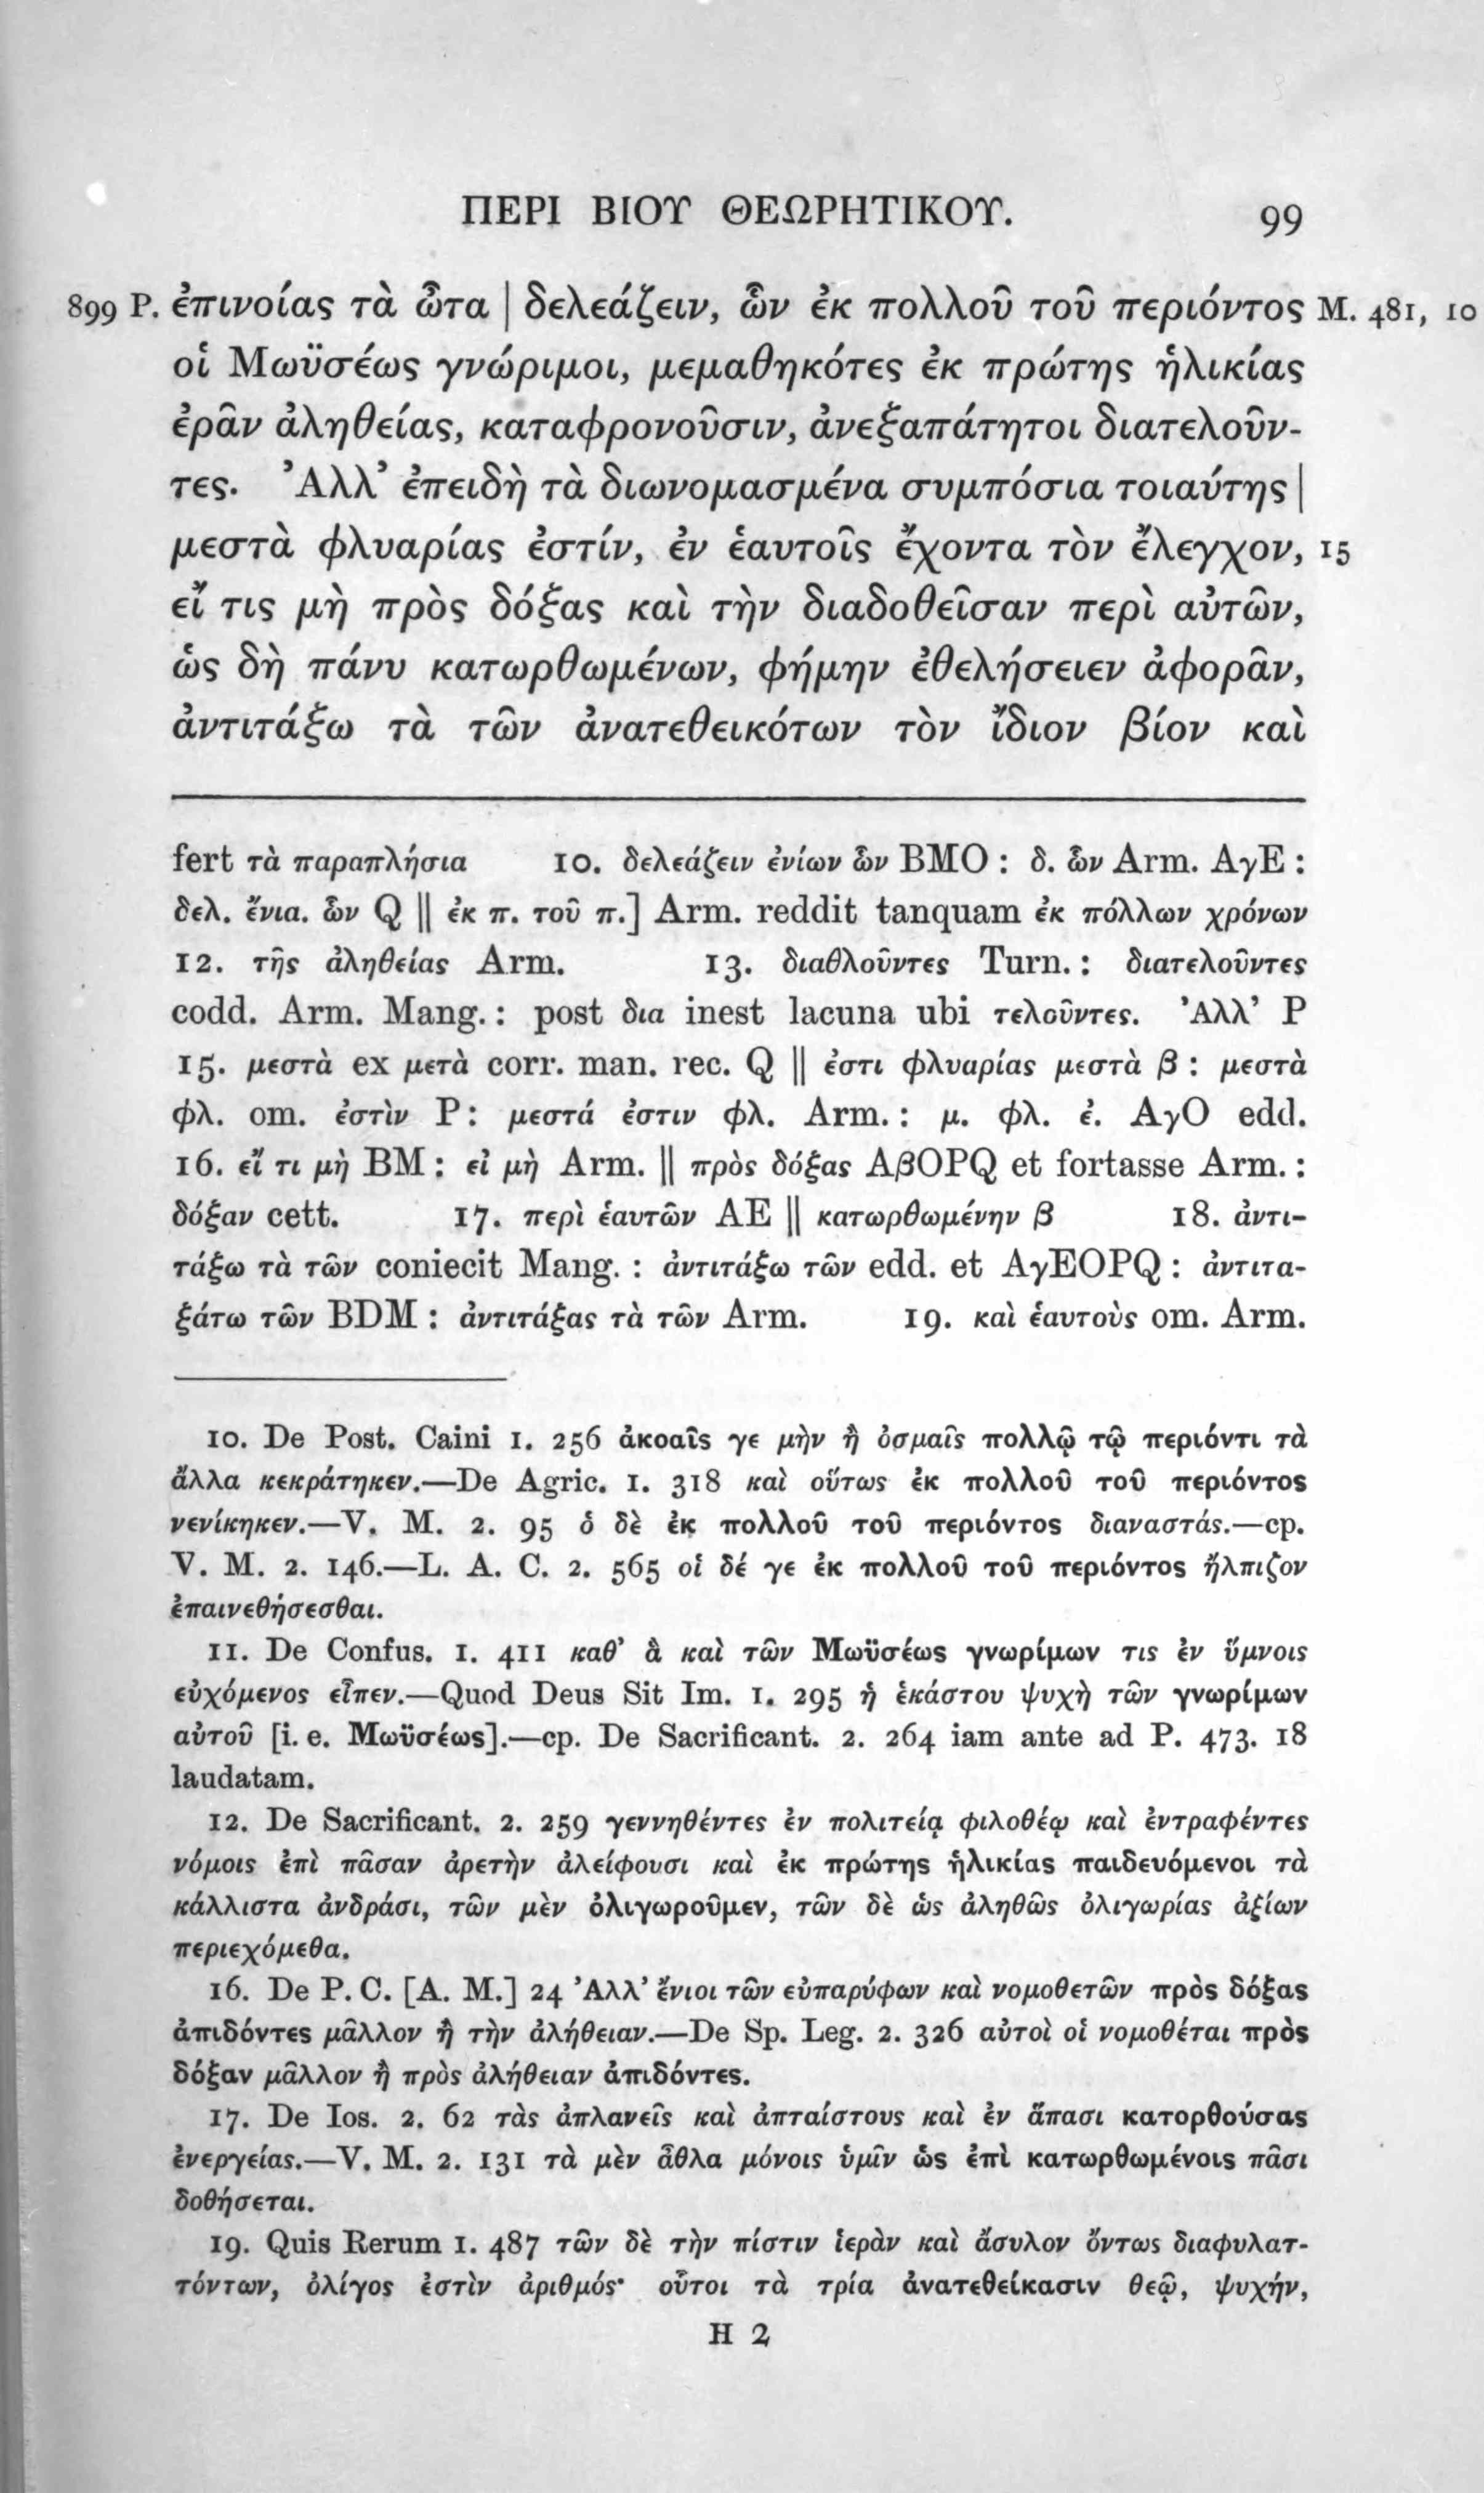 ΠΕΡΙ ΒΙΟΥ ΘΕΩΡΗΤΙΚΟΥ. 99
899 P. ἐπινοίας τὰ ὦτα | δελεάζειν, ὧν ἐκ πολλοῦ τοῦ περιόντος M. 481, 10
οἱ Μωϋσέως γνώριμοι, μεμαθηκότες ἐκ πρώτης ἡλικίας
ἐρᾶν ἀληθείας, καταφρονοῦσιν, ἀνεξαπάτητοι διατελοῦν-
τες. Ἀλλ’ ἐπειδὴ τὰ διωνομασμένα συμπόσια τοιαύτης |
μεστὰ φλυαρίας ἐστίν, ἐν ἑαυτοῖς ἔχοντα τὸν ἔλεγχον, 15
εἴ τις μὴ πρὸς δόξας καὶ τὴν διαδοθεῖσαν περὶ αὐτῶν,
ὡς δὴ πάνυ κατωρθωμένων, φήμην ἐθελήσειεν ἀφορᾶν,
ἀντιτάξω τὰ τῶν ἀνατεθεικότων τὸν ἴδιον βίον καὶ
fert τὰ παραπλήσια 10. δελεάζειν ἐνίων ὧν BMO : δ. ὧν Arm. AγE :
δελ. ἔνια. ὧν Q || ἐκ π. τοῦ π.] Arm. reddit tanquam ἐκ πόλλων χρόνων
12. τῆς ἀληθείας Arm. 13. διαθλοῦντες Turn. : διατελοῦντες
codd. Arm. Mang. : post δια inest lacuna ubi τελοῦντες. Ἀλλ’ P
15. μεστὰ ex μετὰ corr. man. rec. Q || ἐστι φλυαρίας μεστὰ β : μεστὰ
φλ. om. ἐστὶν P : μεστά ἐστιν φλ. Arm. : μ. φλ. ἐ. AγO edd.
16. εἴ τι μὴ BM : εἰ μὴ Arm. || πρὸς δόξας AβOPQ et fortasse Arm. :
δόξαν cett. 17. περὶ ἑαυτῶν AE || κατωρθωμένην β 18. ἀντι-
τάξω τὰ τῶν coniecit Mang. : ἀντιτάξω τῶν edd. et AγEOPQ : ἀντιτα-
ξάτω τῶν BDM : ἀντιτάξας τὰ τῶν Arm. 19. καὶ ἑαυτοὺς om. Arm.
10. De Post. Caini 1. 256 ἀκοαῖς γε μὴν ἢ ὀσμαῖς πολλῷ τῷ περιόντι τὰ
ἄλλα κεκράτηκεν.—De Agric. 1. 318 καὶ οὕτως ἐκ πολλοῦ τοῦ περιόντος
νενίκηκεν.—V. M. 2. 95 ὁ δὲ ἐκ πολλοῦ τοῦ περιόντος διαναστάς.—cp.
V. M. 2. 146.—L. A. C. 2. 565 οἱ δέ γε ἐκ πολλοῦ τοῦ περιόντος ἤλπιζον
ἐπαινεθήσεσθαι.
11. De Confus. 1. 411 καθ’ ἃ καὶ τῶν Μωϋσέως γνωρίμων τις ἐν ὕμνοις
εὐχόμενος εἶπεν.—Quod Deus Sit Im. 1. 295 ἡ ἑκάστου ψυχὴ τῶν γνωρίμων
αὐτοῦ [i. e. Μωϋσέως].—cp. De Sacrificant. 2. 264 iam ante ad P. 473. 18
laudatam.
12. De Sacrificant. 2. 259 γεννηθέντες ἐν πολιτείᾳ φιλοθέῳ καὶ ἐντραφέντες
νόμοις ἐπὶ πᾶσαν ἀρετὴν ἀλείφουσι καὶ ἐκ πρώτης ἡλικίας παιδευόμενοι τὰ
κάλλιστα ἀνδράσι, τῶν μὲν ὀλιγωροῦμεν, τῶν δὲ ὡς ἀληθῶς ὀλιγωρίας ἀξίων
περιεχόμεθα.
16. De P. C. [A. M.] 24 Ἀλλ’ ἔνιοι τῶν εὐπαρύφων καὶ νομοθετῶν πρὸς δόξας
ἀπιδόντες μᾶλλον ἢ τὴν ἀλήθειαν.—De Sp. Leg. 2. 326 αὐτοὶ οἱ νομοθέται πρὸς
δόξαν μᾶλλον ἢ πρὸς ἀλήθειαν ἀπιδόντες.
17. De Ios. 2. 62 τὰς ἀπλανεῖς καὶ ἀπταίστους καὶ ἐν ἅπασι κατορθούσας
ἐνεργείας.—V. M. 2. 131 τὰ μὲν ἆθλα μόνοις ὑμῖν ὡς ἐπὶ κατωρθωμένοις πᾶσι
δοθήσεται.
19. Quis Rerum 1. 487 τῶν δὲ τὴν πίστιν ἱερὰν καὶ ἄσυλον ὄντως διαφυλατ-
τόντων, ὀλίγος ἐστὶν ἀριθμός· οὗτοι τὰ τρία ἀνατεθείκασιν θεῷ, ψυχήν,
H 2